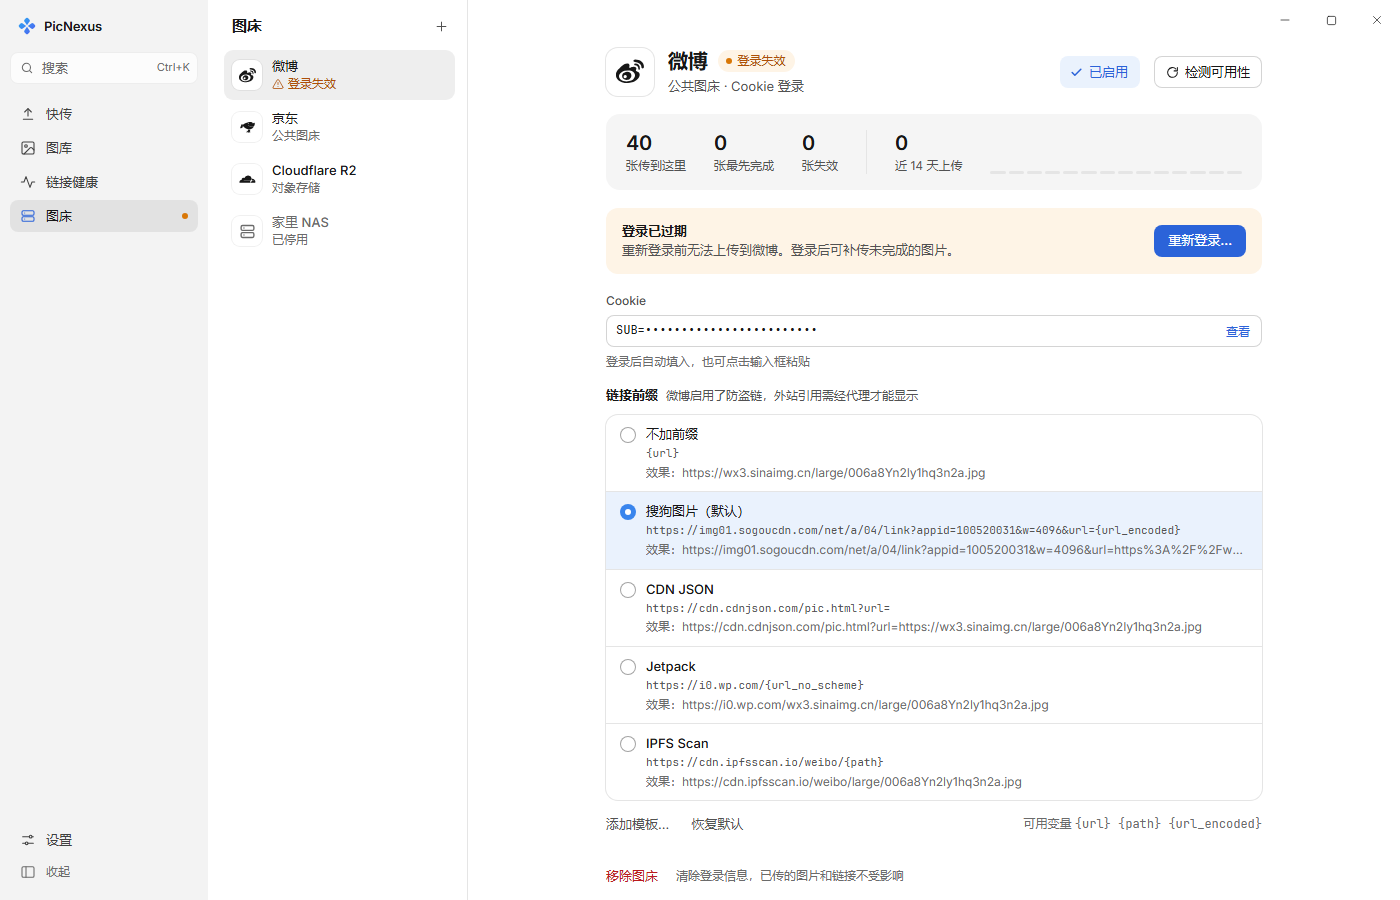 PicNexus
搜索 Ctrl+K
快传
图库
链接健康
图床
设置
收起
图床
微博
登录失效
京东
公共图床
Cloudflare R2
对象存储
家里 NAS
已停用
微博 登录失效
公共图床 · Cookie 登录
已启用 检测可用性
40 0 0 0
张传到这里 张最先完成 张失效 近 14 天上传
登录已过期
重新登录前无法上传到微博。登录后可补传未完成的图片。
重新登录...
Cookie
SUB=••••••••••••••••••••••••
查看
登录后自动填入，也可点击输入框粘贴
链接前缀 微博启用了防盗链，外站引用需经代理才能显示
不加前缀
{url}
效果：https://wx3.sinaimg.cn/large/006a8Yn2ly1hq3n2a.jpg
搜狗图片（默认）
https://img01.sogoucdn.com/net/a/04/link?appid=100520031&w=4096&url={url_encoded}
效果：https://img01.sogoucdn.com/net/a/04/link?appid=100520031&w=4096&url=https%3A%2F%2Fw...
CDN JSON
https://cdn.cdnjson.com/pic.html?url=
效果：https://cdn.cdnjson.com/pic.html?url=https://wx3.sinaimg.cn/large/006a8Yn2ly1hq3n2a.jpg
Jetpack
https://i0.wp.com/{url_no_scheme}
效果：https://i0.wp.com/wx3.sinaimg.cn/large/006a8Yn2ly1hq3n2a.jpg
IPFS Scan
https://cdn.ipfsscan.io/weibo/{path}
效果：https://cdn.ipfsscan.io/weibo/large/006a8Yn2ly1hq3n2a.jpg
添加模板... 恢复默认 可用变量 {url} {path} {url_encoded}
移除图床 清除登录信息，已传的图片和链接不受影响